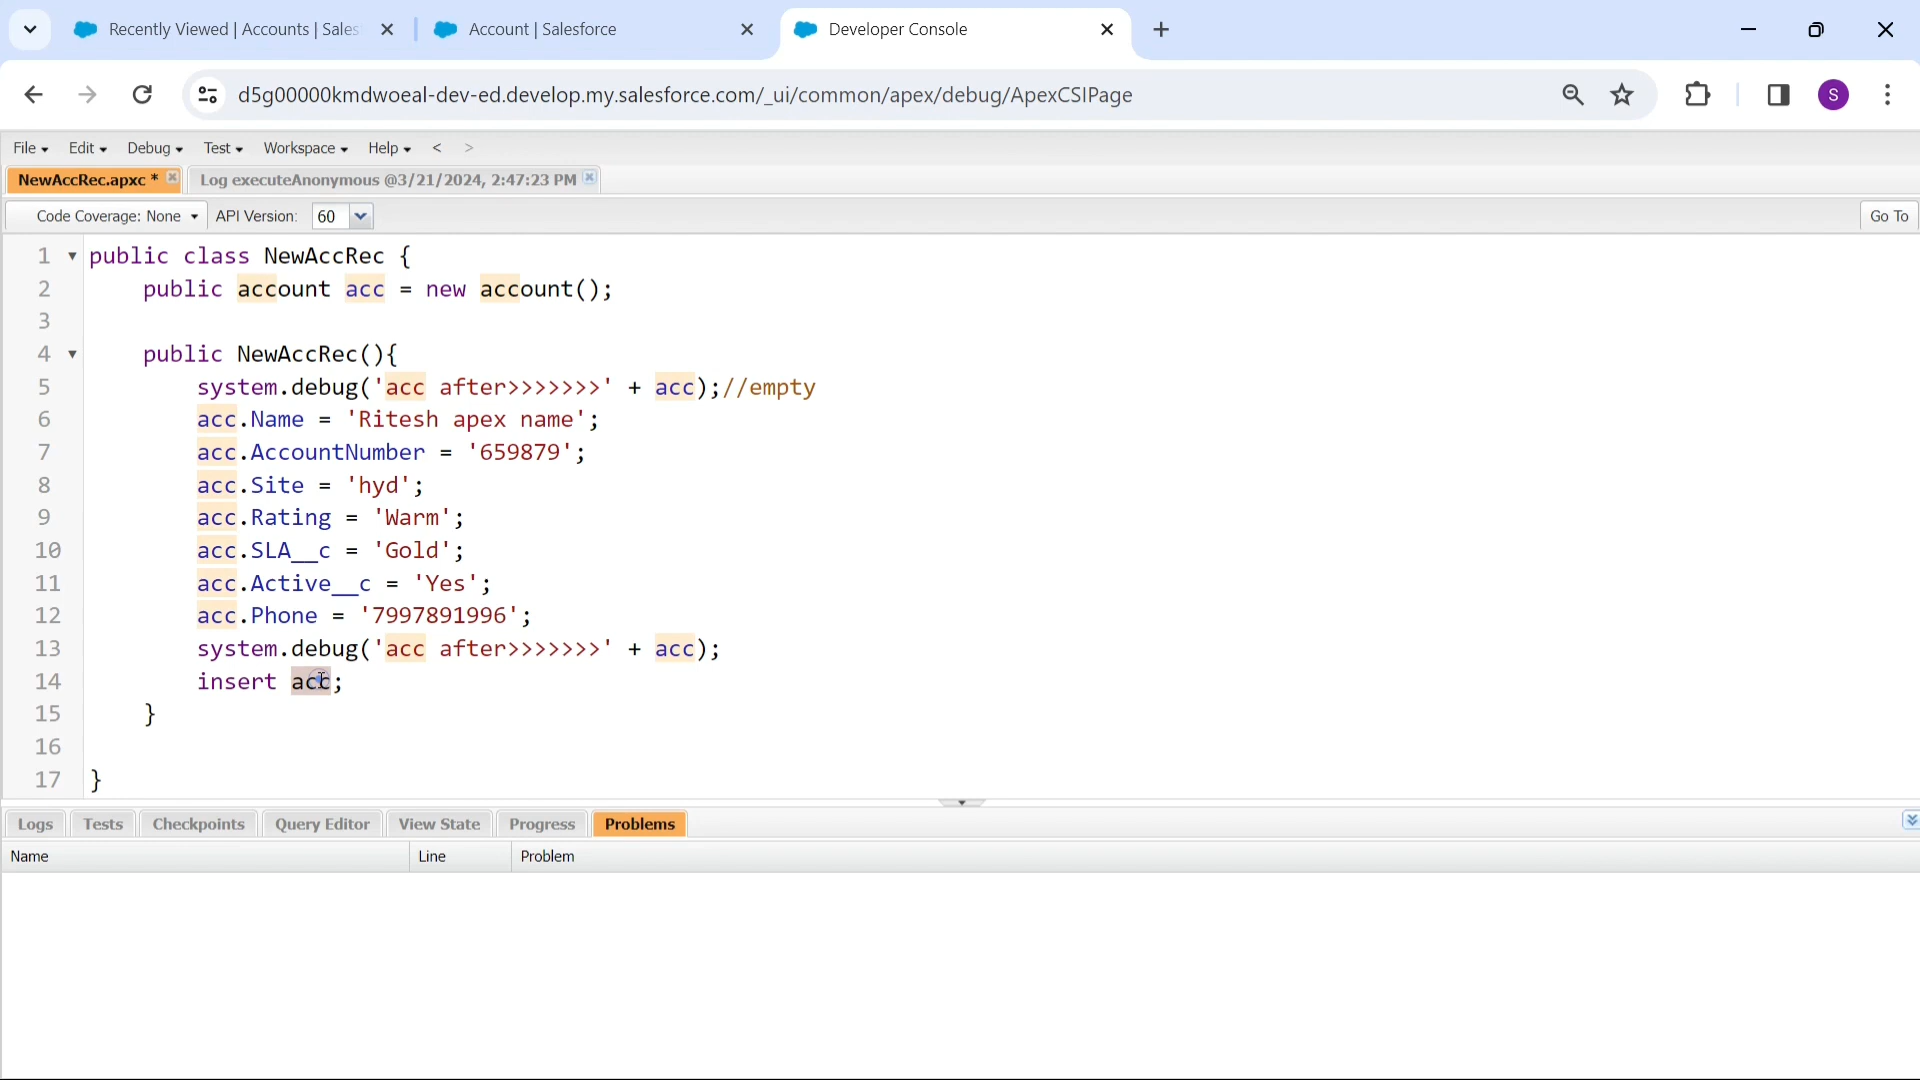 Recently Viewed | Accounts | Sales
Account | Salesforce
Developer Console
d5g00000kmdwoeal-dev-ed.develop.my.salesforce.com/_ui/common/apex/debug/ApexCSIPage
S
File Edit Debug Test Workspace Help < >
NewAccRec.apxc * Log executeAnonymous @3/21/2024, 2:47:23 PM
Code Coverage: None API Version: 60 Go To
1 public class NewAccRec {
2 public account acc = new account();
3
4 public NewAccRec(){
5 system.debug('acc after>>>>>>>' + acc);//empty
6 acc.Name = 'Ritesh apex name';
7 acc.AccountNumber = '659879';
8 acc.Site = 'hyd';
9 acc.Rating = 'Warm';
10 acc.SLA__c = 'Gold';
11 acc.Active__c = 'Yes';
12 acc.Phone = '7997891996';
13 system.debug('acc after>>>>>>>' + acc);
14 insert acc;
15 }
16
17 }
Logs Tests Checkpoints Query Editor View State Progress Problems
Name Line Problem